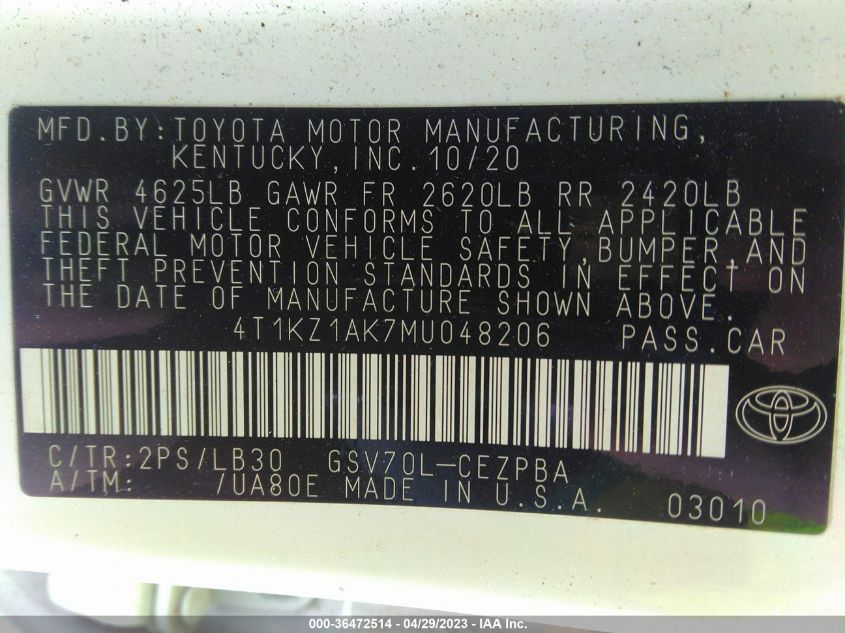 MFD.BY:TOYOTA MOTOR MANUFACTURING,
KENTUCKY,INC.10/20
GVWR 4625LB GAWR FR 2620LB RR 2420LB
THIS VEHICLE CONFORMS TO ALL APPLICABLE
FEDERAL MOTOR VEHICLE SAFETY,BUMPER,AND
THEFT PREVENTION STANDARDS IN EFFECT ON
THE DATE OF MANUFACTURE SHOWN ABOVE.
4T1KZ1AK7MU048206 PASS.CAR
C/TR:2PS/LB30 GSV70L-CEZPBA
A/TM: /UA80E MADE IN U.S.A. 03010
000-36472514 - 04/29/2023 - IAA Inc.